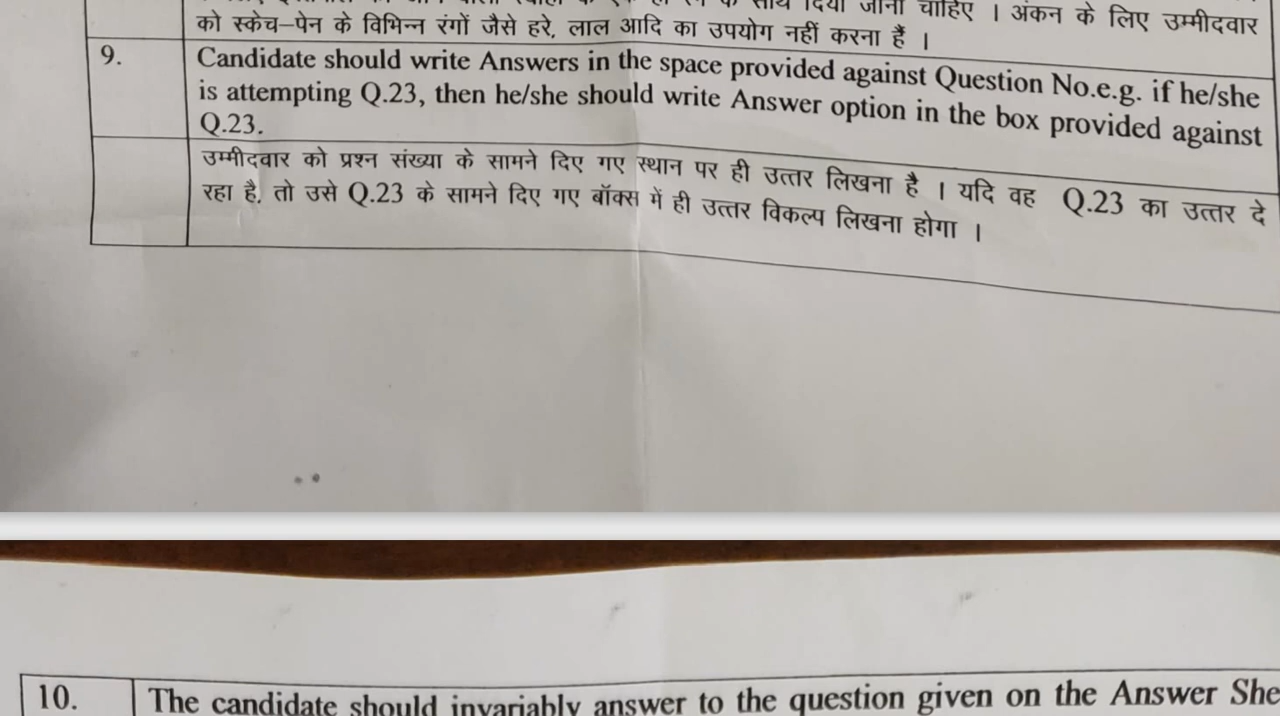 के साथ दिया जाना चाहिए । अंकन के लिए उम्मीदवार
को स्केच–पेन के विभिन्न रंगों जैसे हरे, लाल आदि का उपयोग नहीं करना हैं ।
9.
Candidate should write Answers in the space provided against Question No.e.g. if he/she
is attempting Q.23, then he/she should write Answer option in the box provided against
Q.23.
उम्मीदवार को प्रश्न संख्या के सामने दिए गए स्थान पर ही उत्तर लिखना है । यदि वह Q.23 का उत्तर दे
रहा है, तो उसे Q.23 के सामने दिए गए बॉक्स में ही उत्तर विकल्प लिखना होगा ।
10.
The candidate should invariably answer to the question given on the Answer She